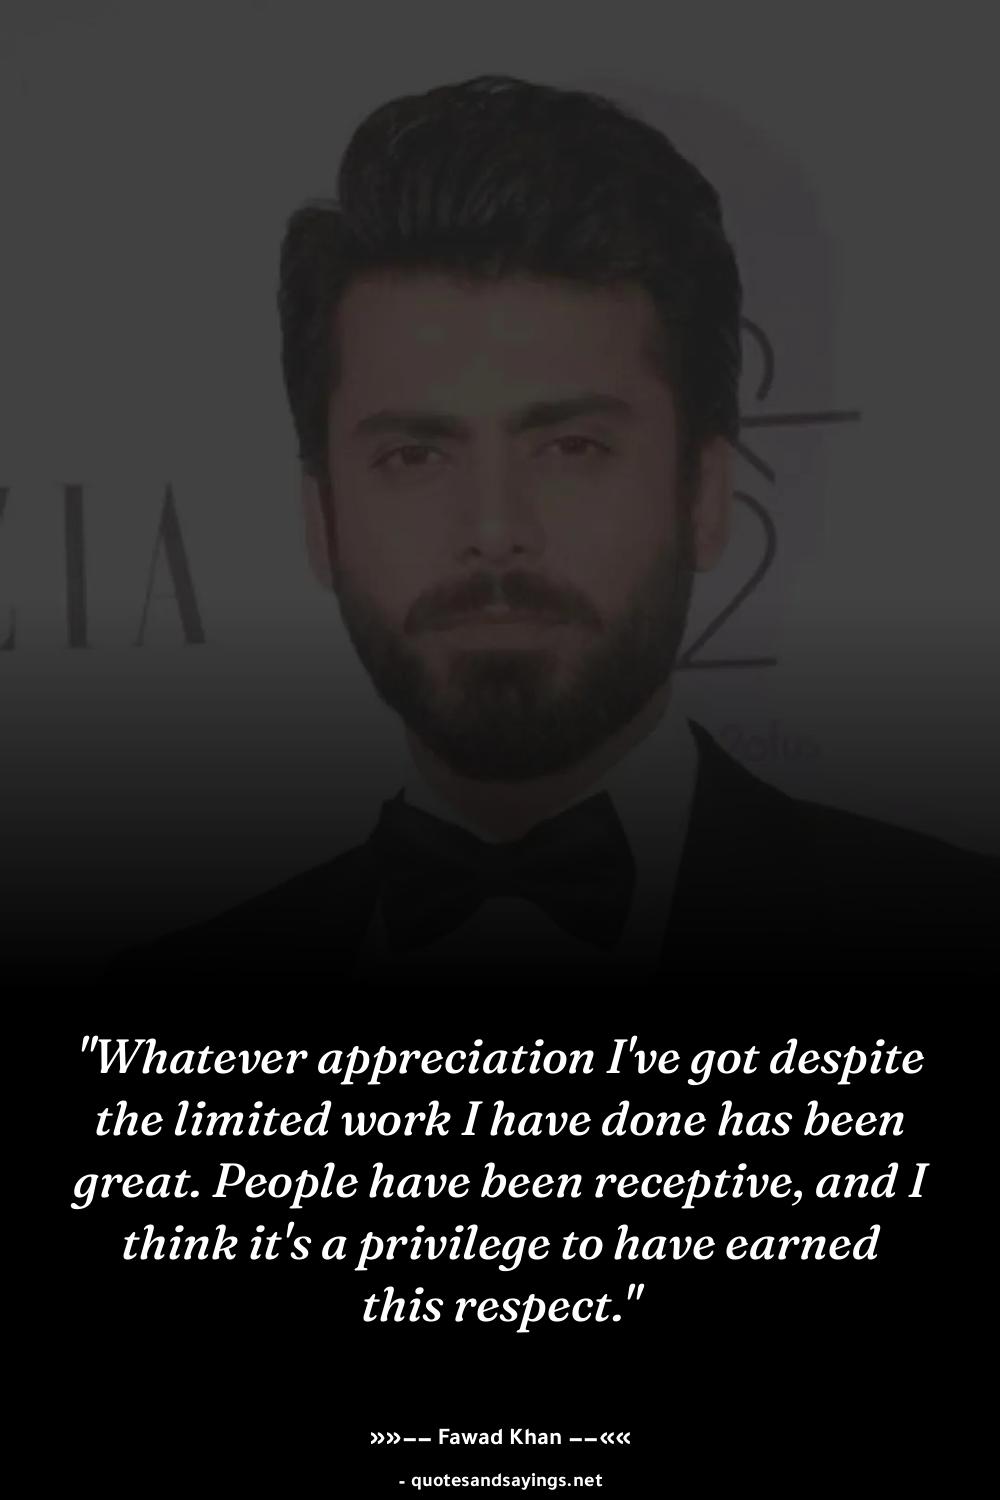 ZIA
"Whatever appreciation I've got despite
the limited work I have done has been
great. People have been receptive, and I
think it's a privilege to have earned
this respect."
»»−− Fawad Khan −−««
- quotesandsayings.net